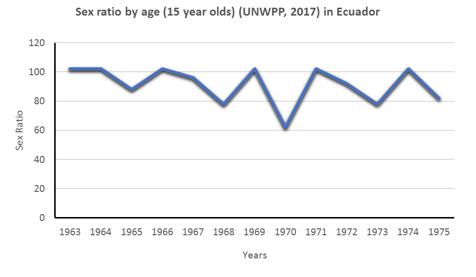 Sex ratio by age (15 year olds) (UNWPP, 2017) in Ecuador
120
100
80
60
40
20
0
Sex Ratio
1963 1964 1965 1966 1967 1968 1969 1970 1971 1972 1973 1974 1975
Years